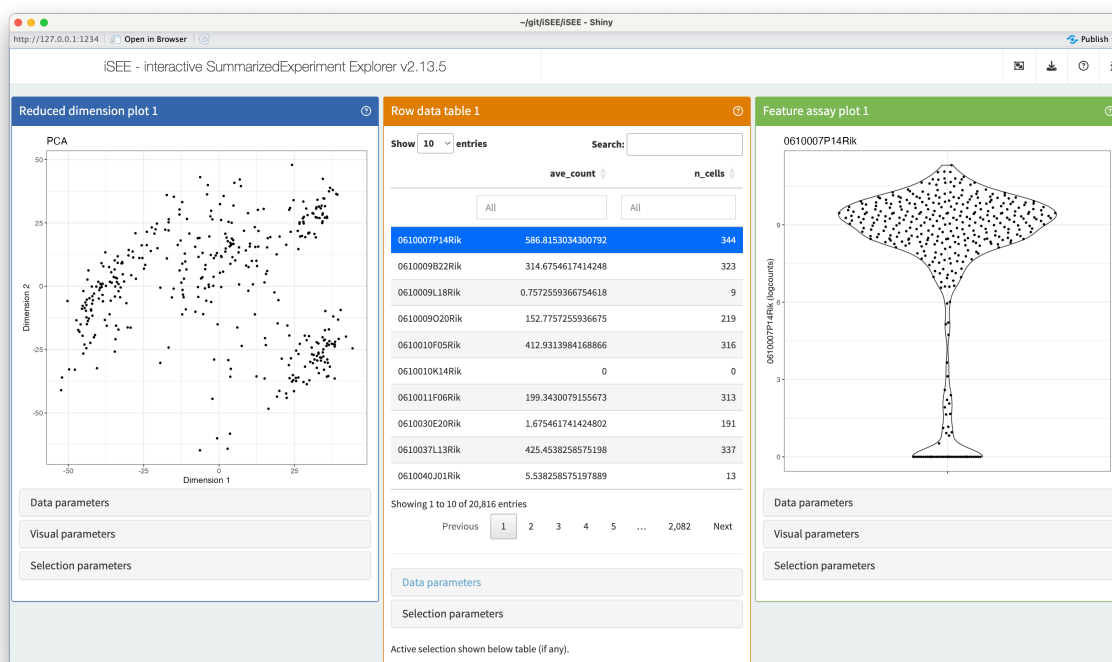 ~/git/iSEE/iSEE - Shiny
http://127.0.0.1:1234 Open in Browser Publish
iSEE - interactive SummarizedExperiment Explorer v2.13.5
Reduced dimension plot 1
PCA
50
25
0
-25
-50
Dimension 2
-50 -25 0 25
Dimension 1
Data parameters
Visual parameters
Selection parameters
Row data table 1
Show 10 entries Search:
ave_count n_cells
All All
0610007P14Rik 586.8153034300792 344
0610009B22Rik 314.6754617414248 323
0610009L18Rik 0.7572559366754618 9
0610009O20Rik 152.7757255936675 219
0610010F05Rik 412.9313984168866 316
0610010K14Rik 0 0
0610011F06Rik 199.3430079155673 313
0610030E20Rik 1.675461741424802 191
0610037L13Rik 425.4538258575198 337
0610040J01Rik 5.538258575197889 13
Showing 1 to 10 of 20,816 entries
Previous 1 2 3 4 5 ... 2,082 Next
Data parameters
Selection parameters
Active selection shown below table (if any).
Feature assay plot 1
0610007P14Rik
9
6
3
0
0610007P14Rik (logcounts)
Data parameters
Visual parameters
Selection parameters